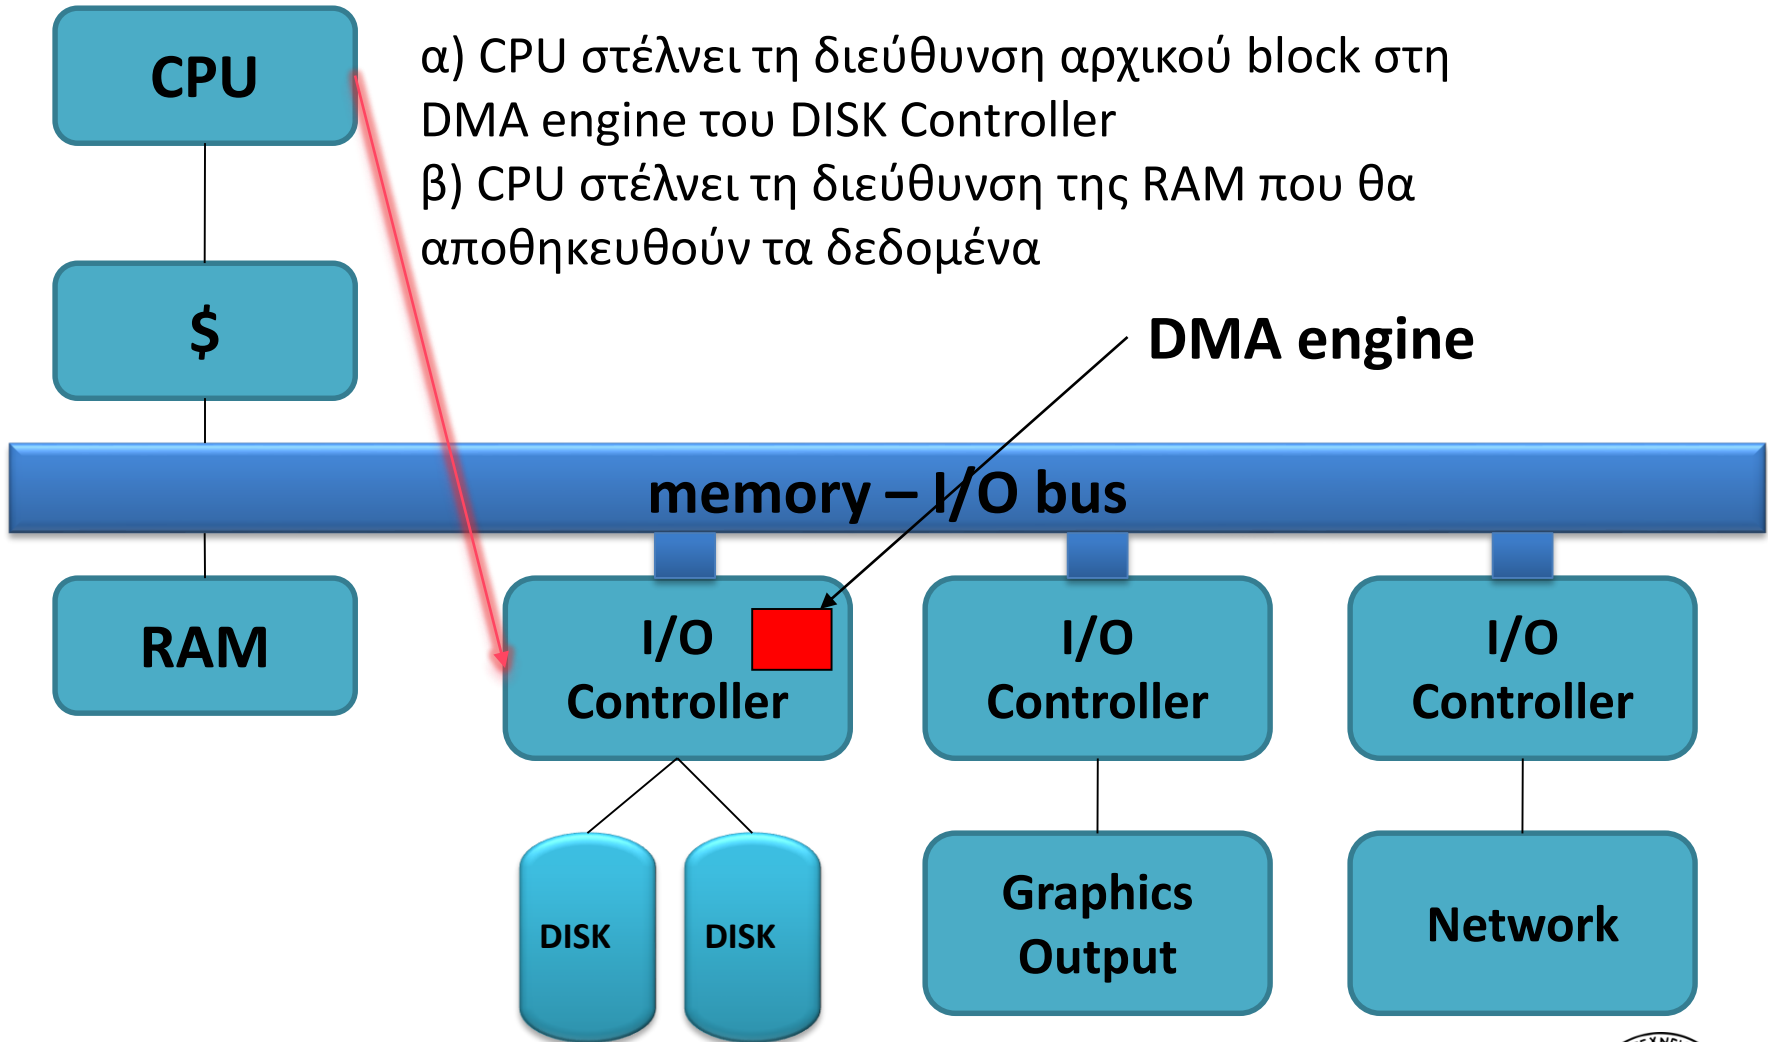 CPU
α) CPU στέλνει τη διεύθυνση αρχικού block στη
DMA engine του DISK Controller
β) CPU στέλνει τη διεύθυνση της RAM που θα
αποθηκευθούν τα δεδομένα
$
DMA engine
memory – I/O bus
RAM
I/O
Controller
I/O
Controller
I/O
Controller
DISK
DISK
Graphics
Output
Network